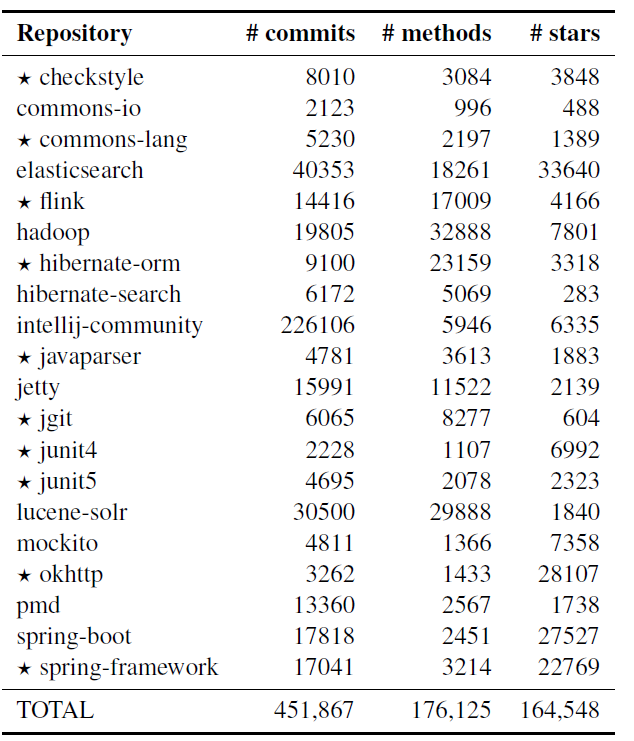 Repository # commits # methods # stars
★ checkstyle 8010 3084 3848
commons-io 2123 996 488
★ commons-lang 5230 2197 1389
elasticsearch 40353 18261 33640
★ flink 14416 17009 4166
hadoop 19805 32888 7801
★ hibernate-orm 9100 23159 3318
hibernate-search 6172 5069 283
intellij-community 226106 5946 6335
★ javaparser 4781 3613 1883
jetty 15991 11522 2139
★ jgit 6065 8277 604
★ junit4 2228 1107 6992
★ junit5 4695 2078 2323
lucene-solr 30500 29888 1840
mockito 4811 1366 7358
★ okhttp 3262 1433 28107
pmd 13360 2567 1738
spring-boot 17818 2451 27527
★ spring-framework 17041 3214 22769
TOTAL 451,867 176,125 164,548